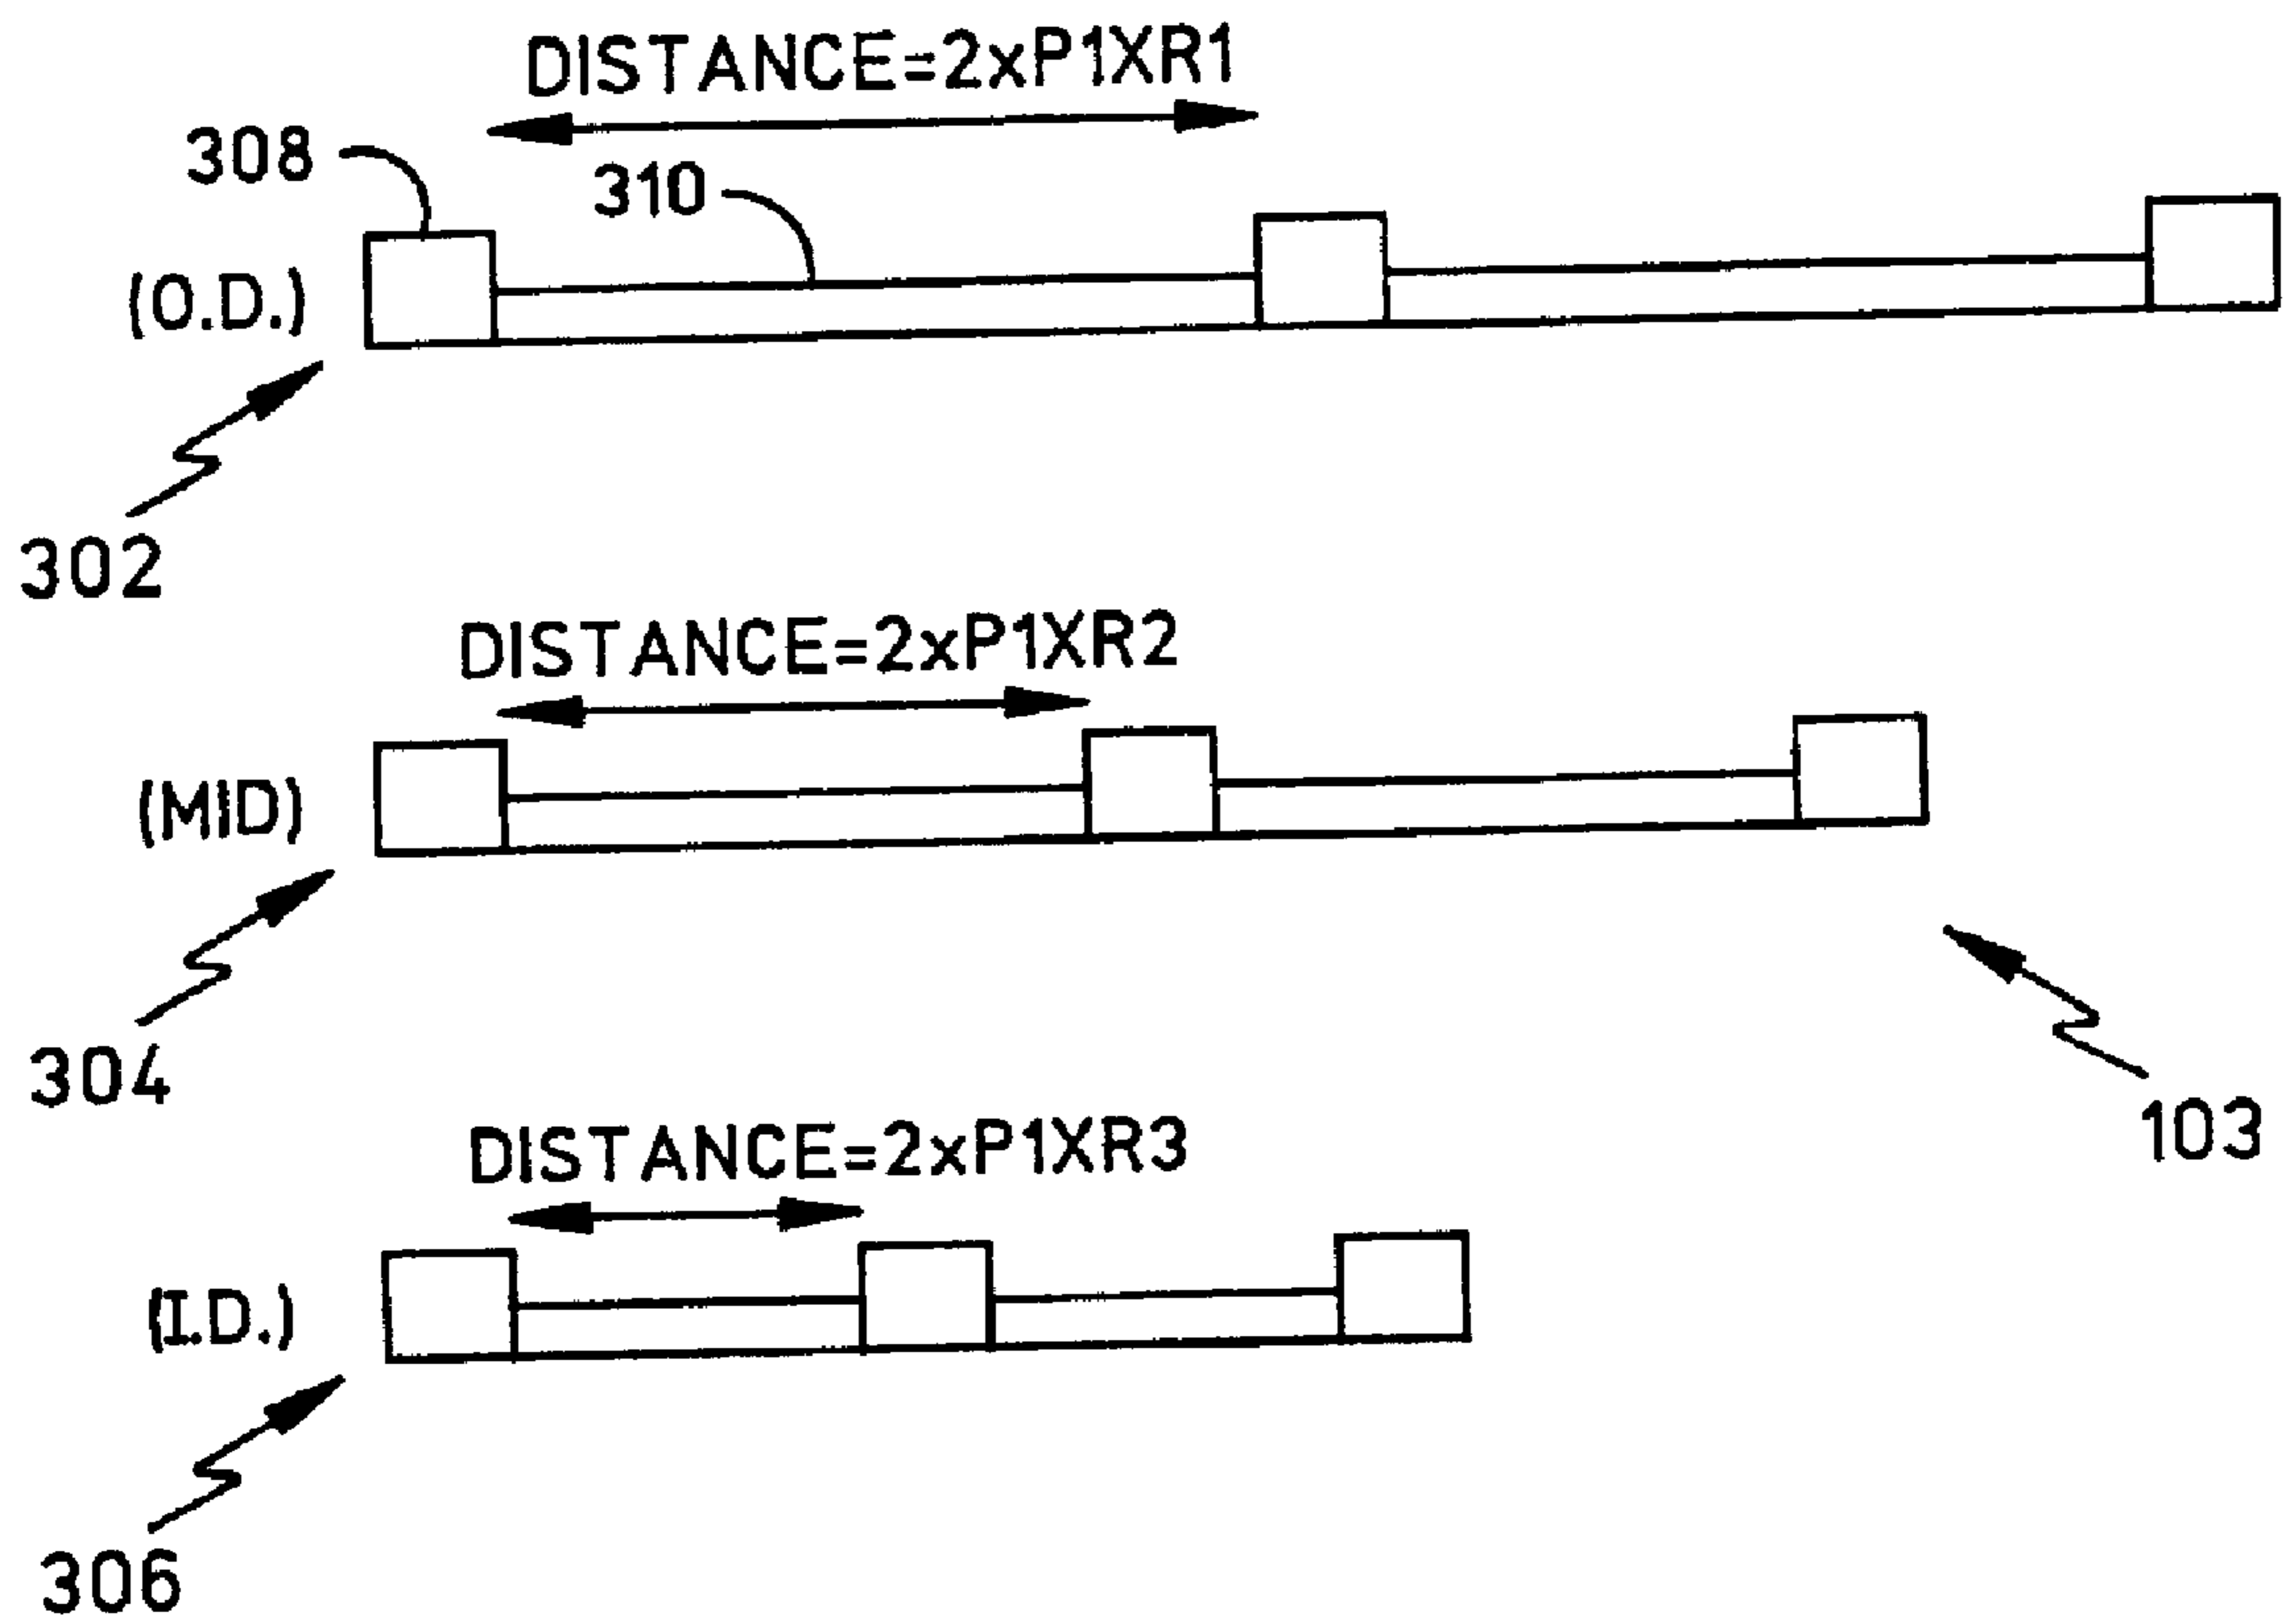 DISTANCE=2xP1XR1
308
310
(O.D.)
302
DISTANCE=2xP1XR2
(MID)
304
103
DISTANCE=2xP1XR3
(I.D.)
306